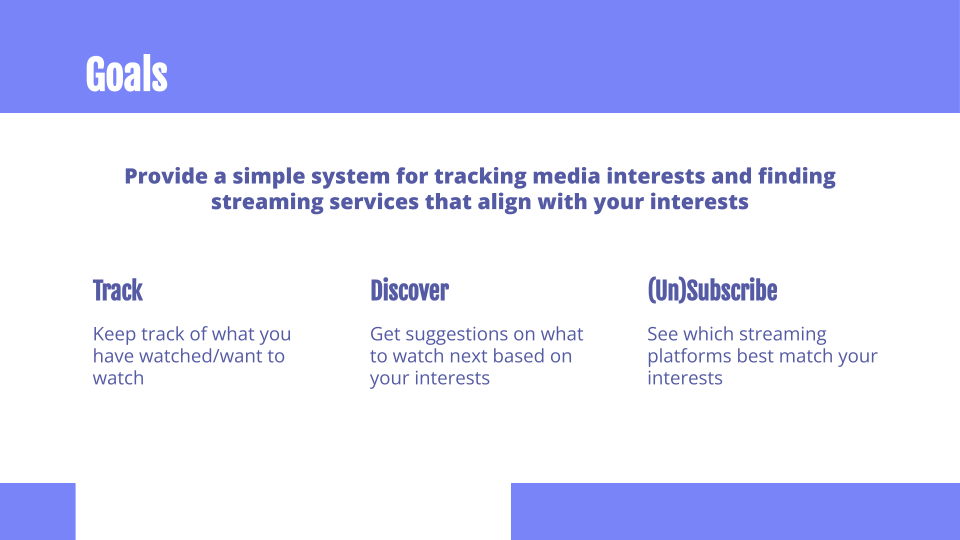 Goals
Provide a simple system for tracking media interests and finding
streaming services that align with your interests
Track
Keep track of what you
have watched/want to
watch
Discover
Get suggestions on what
to watch next based on
your interests
(Un)Subscribe
See which streaming
platforms best match your
interests